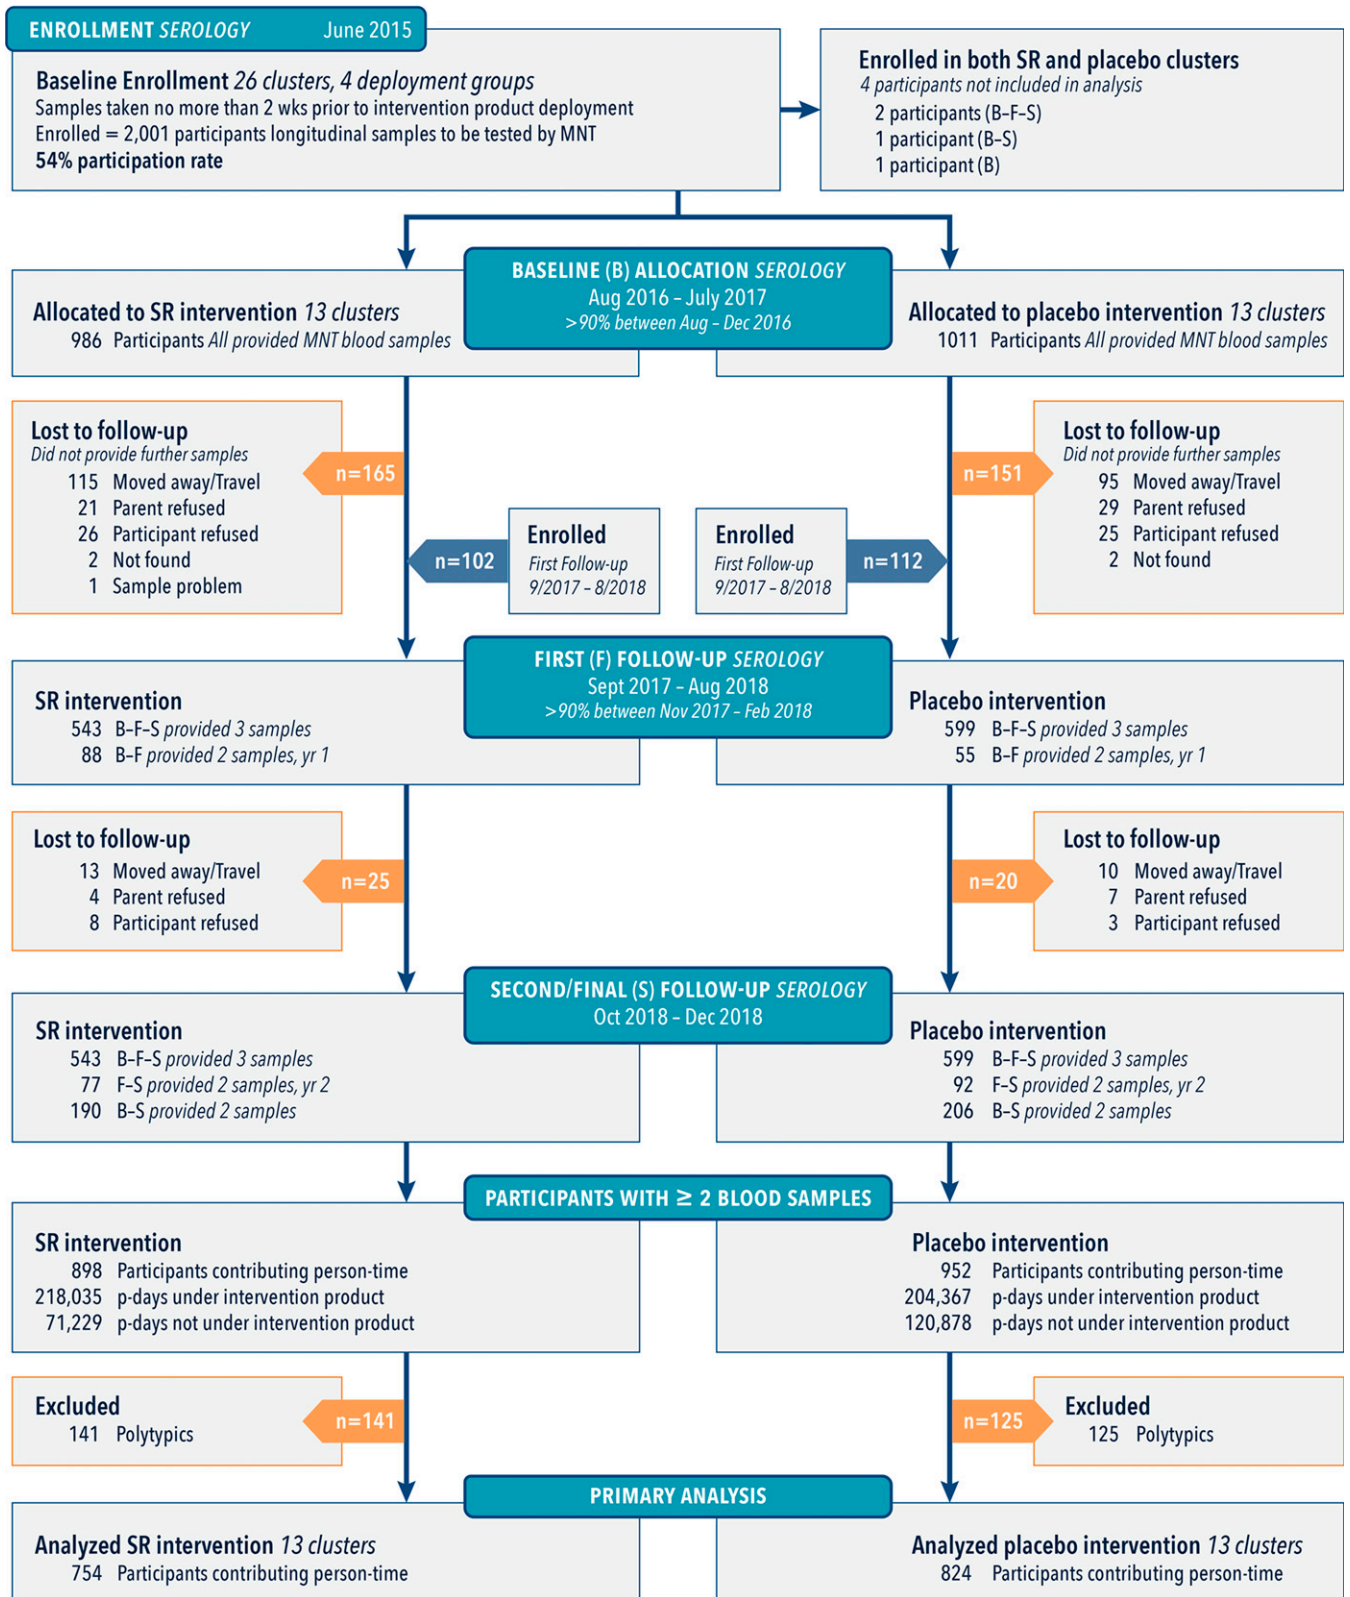 ENROLLMENT SEROLOGY June 2015
Baseline Enrollment 26 clusters, 4 deployment groups
Samples taken no more than 2 wks prior to intervention product deployment
Enrolled = 2,001 participants longitudinal samples to be tested by MNT
54% participation rate
Enrolled in both SR and placebo clusters
4 participants not included in analysis
2 participants (B–F–S)
1 participant (B–S)
1 participant (B)
BASELINE (B) ALLOCATION SEROLOGY
Aug 2016 – July 2017
>90% between Aug – Dec 2016
Allocated to SR intervention 13 clusters
986 Participants All provided MNT blood samples
Allocated to placebo intervention 13 clusters
1011 Participants All provided MNT blood samples
Lost to follow-up
Did not provide further samples
115 Moved away/Travel
21 Parent refused
26 Participant refused
2 Not found
1 Sample problem
n=165
n=151
Lost to follow-up
Did not provide further samples
95 Moved away/Travel
29 Parent refused
25 Participant refused
2 Not found
n=102
Enrolled
First Follow-up
9/2017 – 8/2018
Enrolled
First Follow-up
9/2017 – 8/2018
n=112
FIRST (F) FOLLOW-UP SEROLOGY
Sept 2017 – Aug 2018
>90% between Nov 2017 – Feb 2018
SR intervention
543 B–F–S provided 3 samples
88 B–F provided 2 samples, yr 1
Placebo intervention
599 B–F–S provided 3 samples
55 B–F provided 2 samples, yr 1
Lost to follow-up
13 Moved away/Travel
4 Parent refused
8 Participant refused
n=25
n=20
Lost to follow-up
10 Moved away/Travel
7 Parent refused
3 Participant refused
SECOND/FINAL (S) FOLLOW-UP SEROLOGY
Oct 2018 – Dec 2018
SR intervention
543 B–F–S provided 3 samples
77 F–S provided 2 samples, yr 2
190 B–S provided 2 samples
Placebo intervention
599 B–F–S provided 3 samples
92 F–S provided 2 samples, yr 2
206 B–S provided 2 samples
PARTICIPANTS WITH ≥ 2 BLOOD SAMPLES
SR intervention
898 Participants contributing person-time
218,035 p-days under intervention product
71,229 p-days not under intervention product
Placebo intervention
952 Participants contributing person-time
204,367 p-days under intervention product
120,878 p-days not under intervention product
Excluded
141 Polytypics
n=141
n=125
Excluded
125 Polytypics
PRIMARY ANALYSIS
Analyzed SR intervention 13 clusters
754 Participants contributing person-time
Analyzed placebo intervention 13 clusters
824 Participants contributing person-time